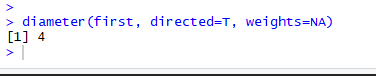 >
> diameter(first, directed=T, weights=NA)
[1] 4
>